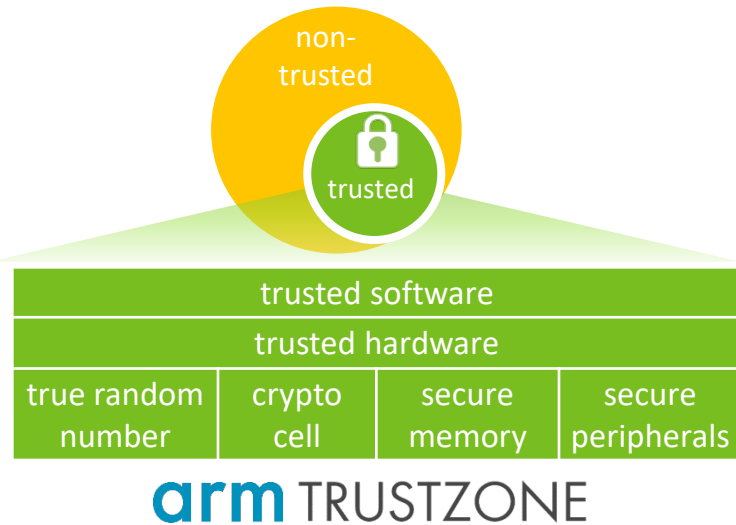 non-
trusted
trusted
trusted software
trusted hardware
true random
number
crypto
cell
secure
memory
secure
peripherals
arm TRUSTZONE